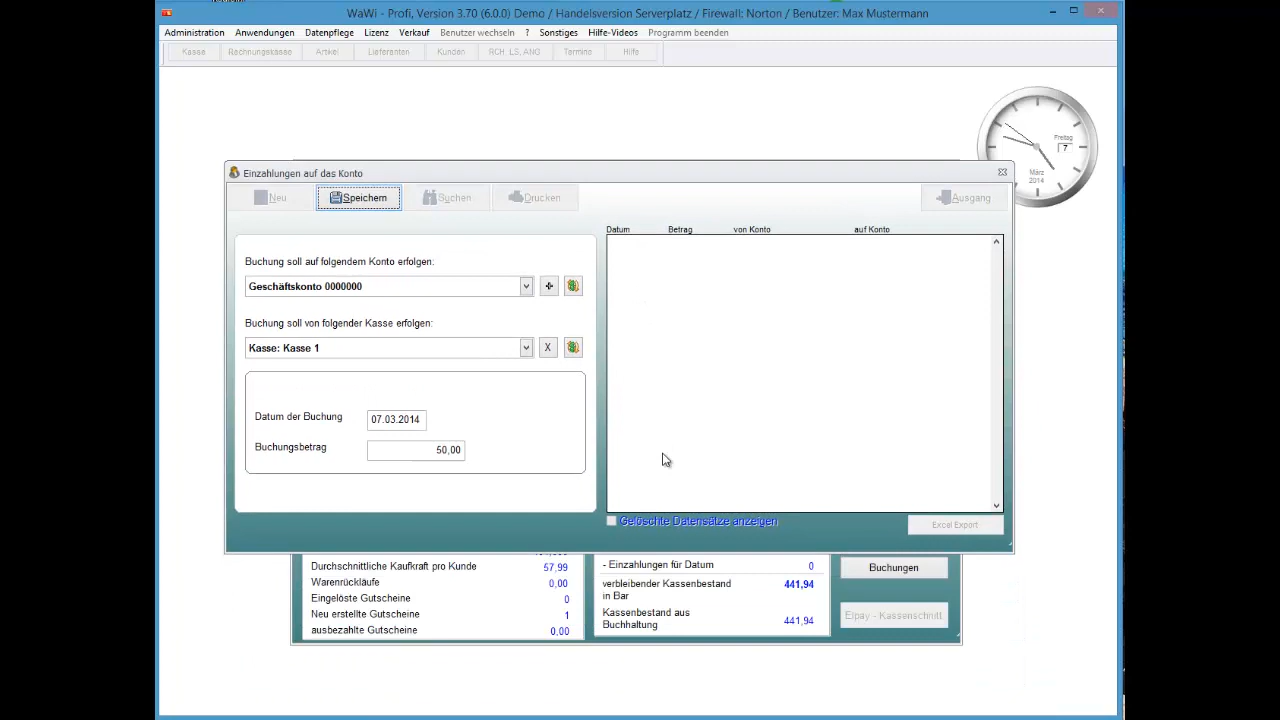 WaWi - Profi, Version 3.70 (6.0.0) Demo / Handelsversion Serverplatz / Firewall: Norton / Benutzer: Max Mustermann
Administration Anwendungen Datenpflege Lizenz Verkauf Benutzer wechseln ? Sonstiges Hilfe-Videos Programm beenden
Kasse Rechnungskasse Artikel Lieferanten Kunden RCH, LS, ANG Termine Hilfe
Freitag
7
März
2014
Einzahlungen auf das Konto
Neu Speichern Suchen Drucken Ausgang
Datum Betrag von Konto auf Konto
Buchung soll auf folgendem Konto erfolgen:
Geschäftskonto 0000000
Buchung soll von folgender Kasse erfolgen:
Kasse: Kasse 1 X
Datum der Buchung 07.03.2014
Buchungsbetrag 50,00
Gelöschte Datensätze anzeigen
Excel Export
Durchschnittliche Kaufkraft pro Kunde 57,99
Warenrückläufe 0,00
Eingelöste Gutscheine 0
Neu erstellte Gutscheine 1
ausbezahlte Gutscheine 0,00
- Einzahlungen für Datum 0
verbleibender Kassenbestand in Bar 441,94
Kassenbestand aus Buchhaltung 441,94
Buchungen
Elpay - Kassenschnitt